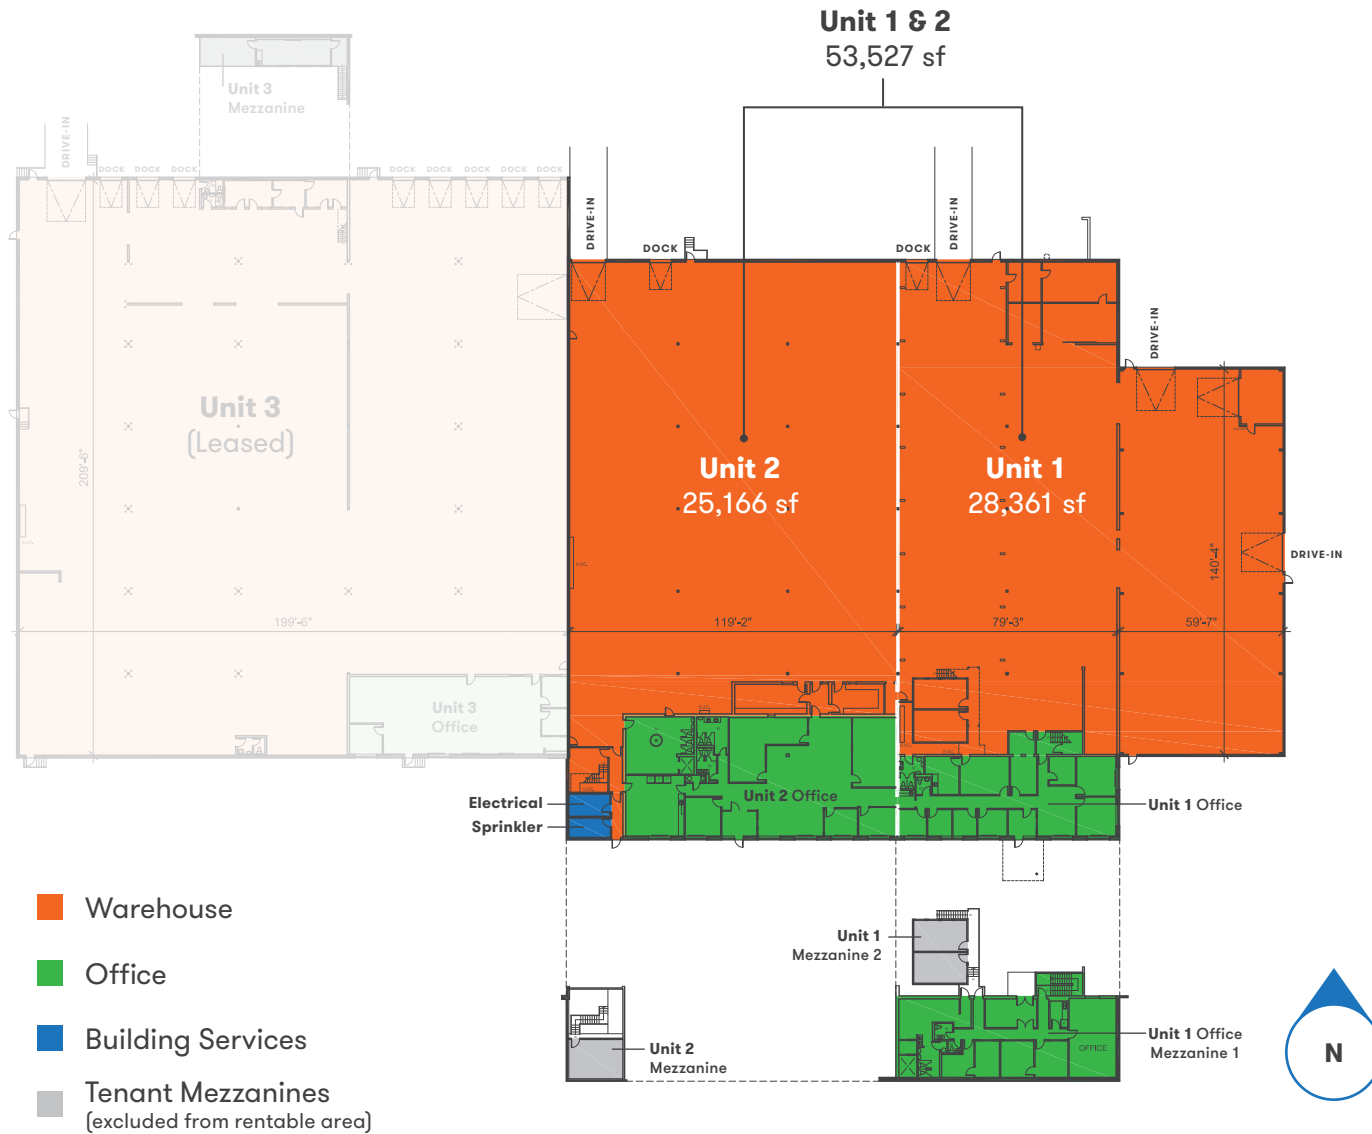 Unit 1 & 2
53,527 sf
Unit 3
Mezzanine
DRIVE-IN
DOCK
DOCK
DOCK
DOCK
DOCK
DOCK
DOCK
DOCK
DRIVE-IN
DOCK
DOCK
DRIVE-IN
DRIVE-IN
Unit 3
(Leased)
209'-6"
Unit 2
25,166 sf
Unit 1
28,361 sf
140'-4"
DRIVE-IN
199'-6"
119'-2"
79'-3"
59'-7"
Unit 3
Office
Electrical
Sprinkler
Unit 2 Office
Unit 1 Office
Warehouse
Office
Building Services
Tenant Mezzanines
(excluded from rentable area)
Unit 1
Mezzanine 2
Unit 2
Mezzanine
OFFICE
Unit 1 Office
Mezzanine 1
N